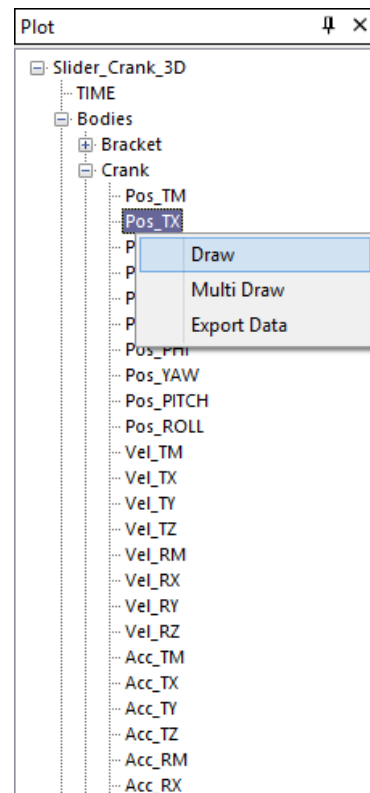 Plot
Slider_Crank_3D
TIME
Bodies
Bracket
Crank
Pos_TM
Pos_TX
P
Draw
P
Multi Draw
P
P
Export Data
Pos_PHI
Pos_YAW
Pos_PITCH
Pos_ROLL
Vel_TM
Vel_TX
Vel_TY
Vel_TZ
Vel_RM
Vel_RX
Vel_RY
Vel_RZ
Acc_TM
Acc_TX
Acc_TY
Acc_TZ
Acc_RM
Acc_RX